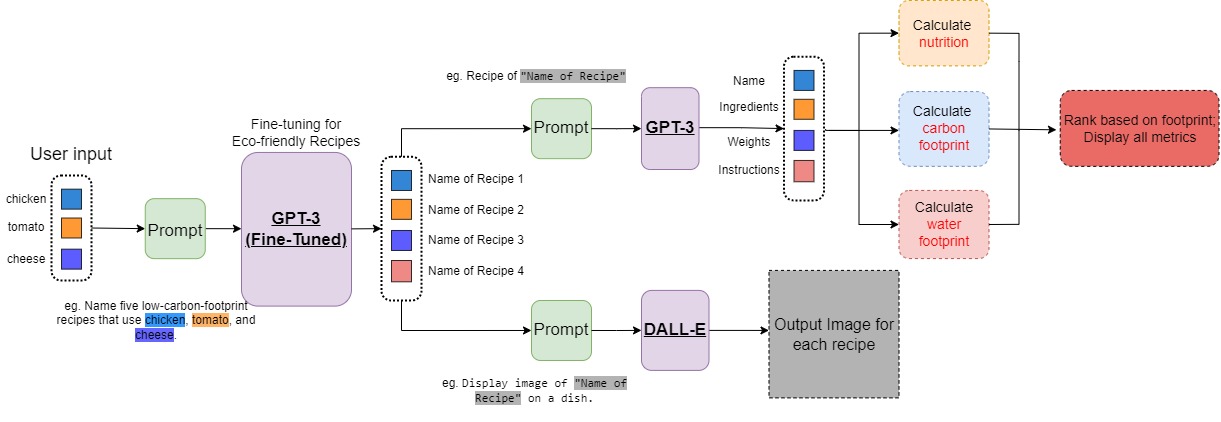 User input
chicken
tomato
cheese
Prompt
eg. Name five low-carbon-footprint
recipes that use chicken, tomato, and
cheese.
Fine-tuning for
Eco-friendly Recipes
GPT-3
(Fine-Tuned)
Name of Recipe 1
Name of Recipe 2
Name of Recipe 3
Name of Recipe 4
eg. Recipe of "Name of Recipe"
Prompt
GPT-3
Name
Ingredients
Weights
Instructions
Calculate
nutrition
Calculate
carbon
footprint
Calculate
water
footprint
Rank based on footprint;
Display all metrics
Prompt
eg. Display image of "Name of
Recipe" on a dish.
DALL-E
Output Image for
each recipe